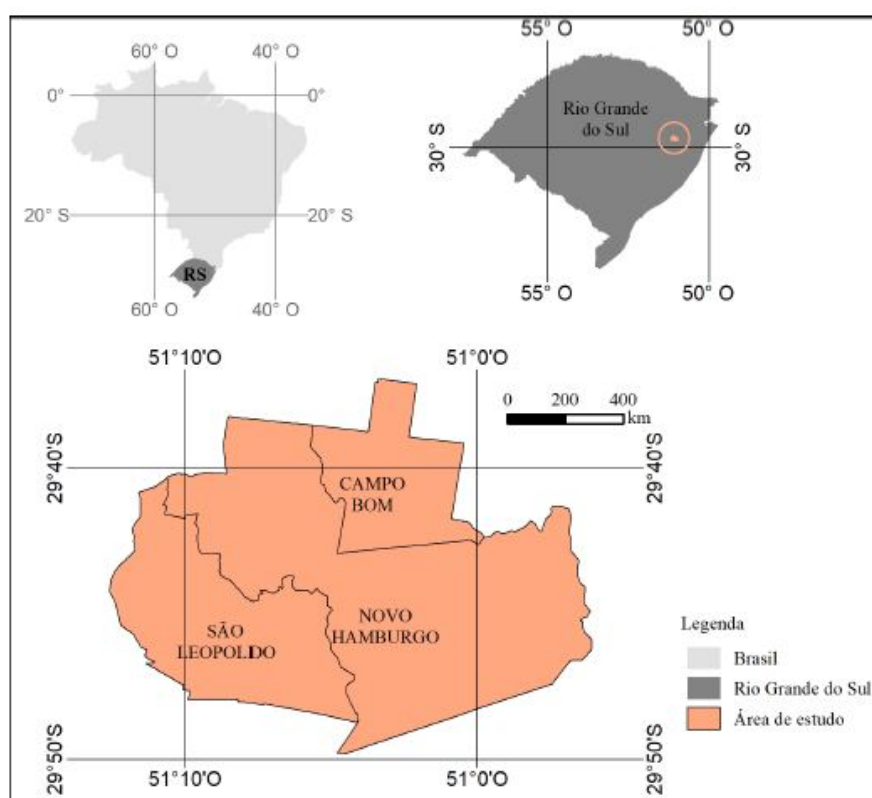 60° O 40° O
0° 0°
20° S 20° S
RS
60° O 40° O
55° O 50° O
Rio Grande
do Sul
30° S 30° S
55° O 50° O
51°10'O 51°0'O
0 200 400
km
29°40'S 29°40'S
CAMPO
BOM
SÃO
LEOPOLIDO
NOVO
HAMBURGO
29°50'S 29°50'S
51°10'O 51°0'O
Legenda
Brasil
Rio Grande do Sul
Área de estudo